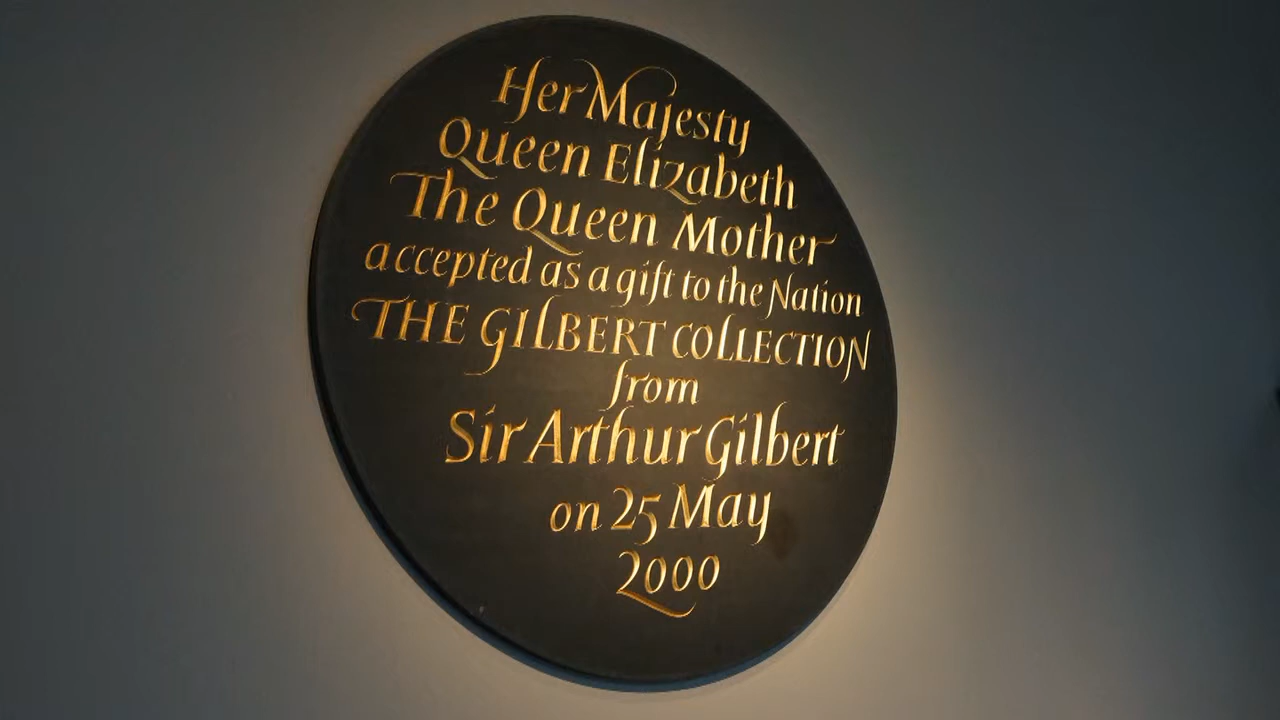 Her Majesty
Queen Elizabeth
The Queen Mother
accepted as a gift to the Nation
THE GILBERT COLLECTION
from
Sir Arthur Gilbert
on 25 May
2000